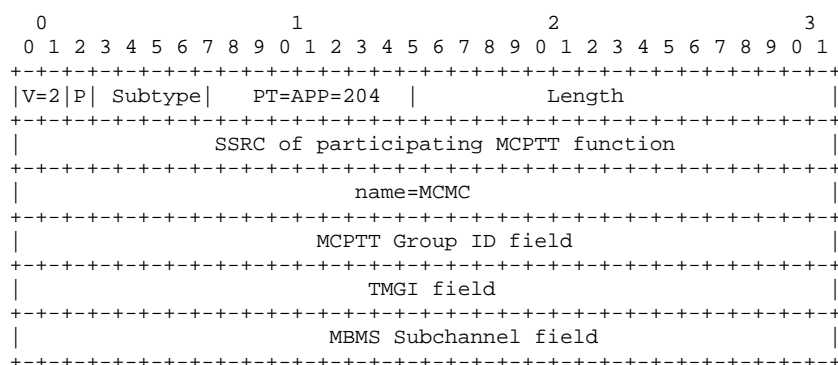 0                   1                   2                   3
0 1 2 3 4 5 6 7 8 9 0 1 2 3 4 5 6 7 8 9 0 1 2 3 4 5 6 7 8 9 0 1
+-+-+-+-+-+-+-+-+-+-+-+-+-+-+-+-+-+-+-+-+-+-+-+-+-+-+-+-+-+-+-+-+
|V=2|P| Subtype|   PT=APP=204  |          Length               |
+-+-+-+-+-+-+-+-+-+-+-+-+-+-+-+-+-+-+-+-+-+-+-+-+-+-+-+-+-+-+-+-+
|               SSRC of participating MCPTT function            |
+-+-+-+-+-+-+-+-+-+-+-+-+-+-+-+-+-+-+-+-+-+-+-+-+-+-+-+-+-+-+-+-+
|                          name=MCMC                            |
+-+-+-+-+-+-+-+-+-+-+-+-+-+-+-+-+-+-+-+-+-+-+-+-+-+-+-+-+-+-+-+-+
|                       MCPTT Group ID field                    |
+-+-+-+-+-+-+-+-+-+-+-+-+-+-+-+-+-+-+-+-+-+-+-+-+-+-+-+-+-+-+-+-+
|                           TMGI field                          |
+-+-+-+-+-+-+-+-+-+-+-+-+-+-+-+-+-+-+-+-+-+-+-+-+-+-+-+-+-+-+-+-+
|                        MBMS Subchannel field                  |
+-+-+-+-+-+-+-+-+-+-+-+-+-+-+-+-+-+-+-+-+-+-+-+-+-+-+-+-+-+-+-+-+